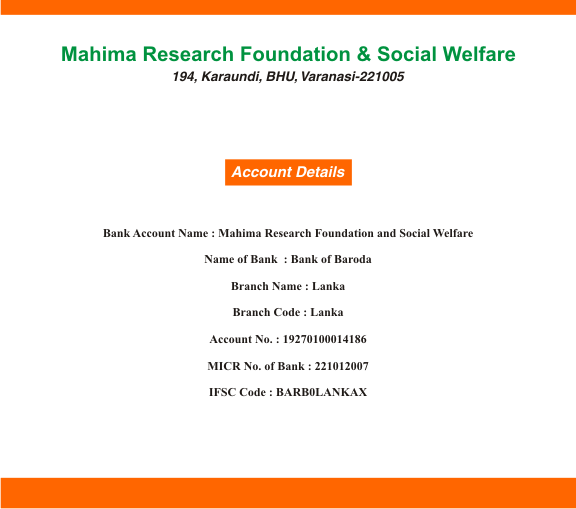 Mahima Research Foundation & Social Welfare
194, Karaundi, BHU, Varanasi-221005
Account Details
Bank Account Name : Mahima Research Foundation and Social Welfare
Name of Bank  : Bank of Baroda
Branch Name : Lanka
Branch Code : Lanka
Account No. : 19270100014186
MICR No. of Bank : 221012007
IFSC Code : BARB0LANKAX